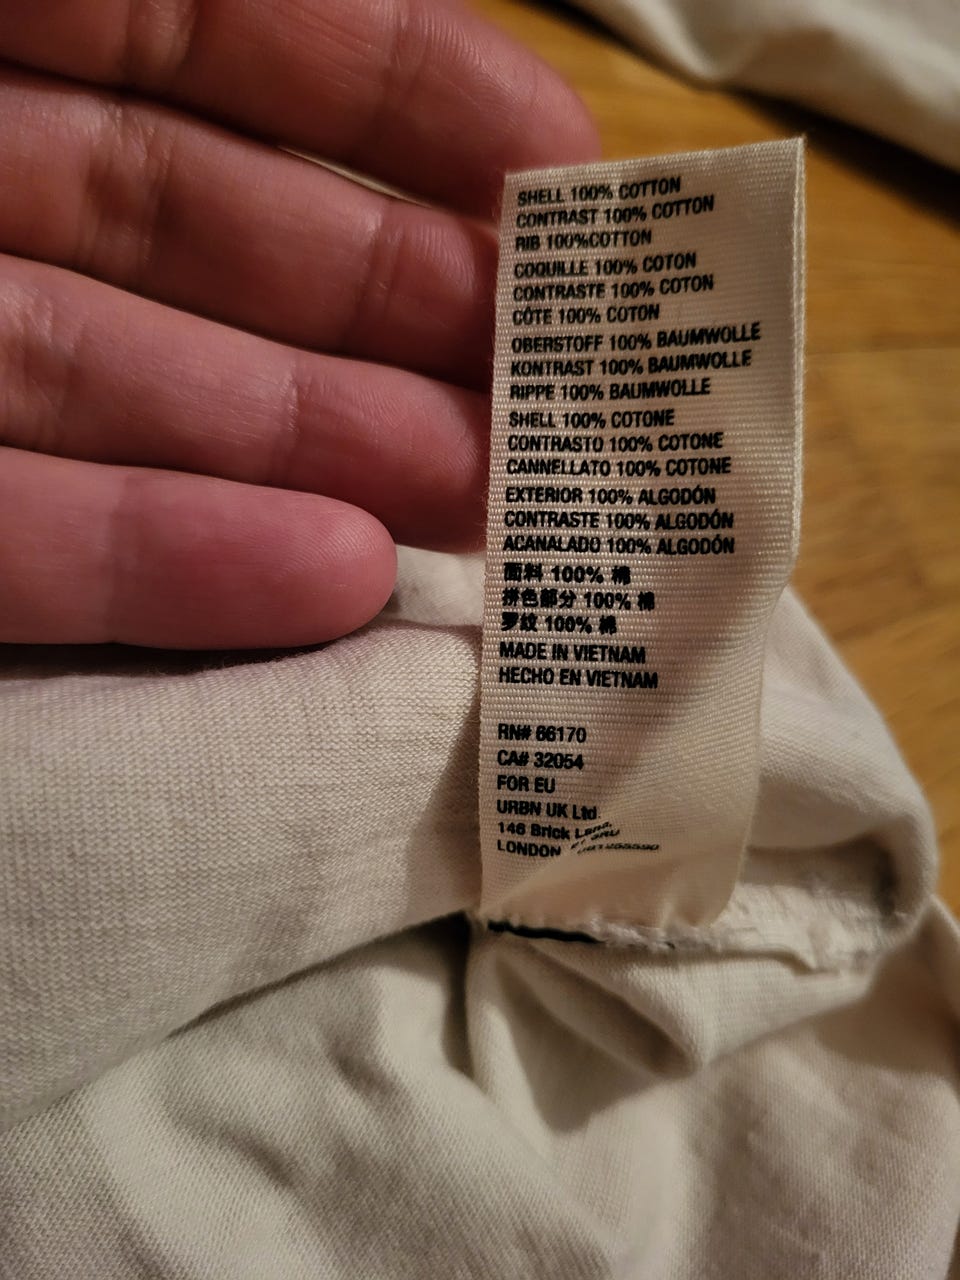 SHELL 100% COTTON
CONTRAST 100% COTTON
RIB 100%COTTON
COQUILLE 100% COTON
CONTRASTE 100% COTON
CÔTE 100% COTON
OBERSTOFF 100% BAUMWOLLE
KONTRAST 100% BAUMWOLLE
RIPPE 100% BAUMWOLLE
SHELL 100% COTONE
CONTRASTO 100% COTONE
CANNELLATO 100% COTONE
EXTERIOR 100% ALGODÓN
CONTRASTE 100% ALGODÓN
ACANALADO 100% ALGODÓN
面料 100% 棉
拼色部分 100% 棉
罗纹 100% 棉
MADE IN VIETNAM
HECHO EN VIETNAM
RN# 66170
CA# 32054
FOR EU
URBN UK Ltd.
146 Brick Lane,
LONDON